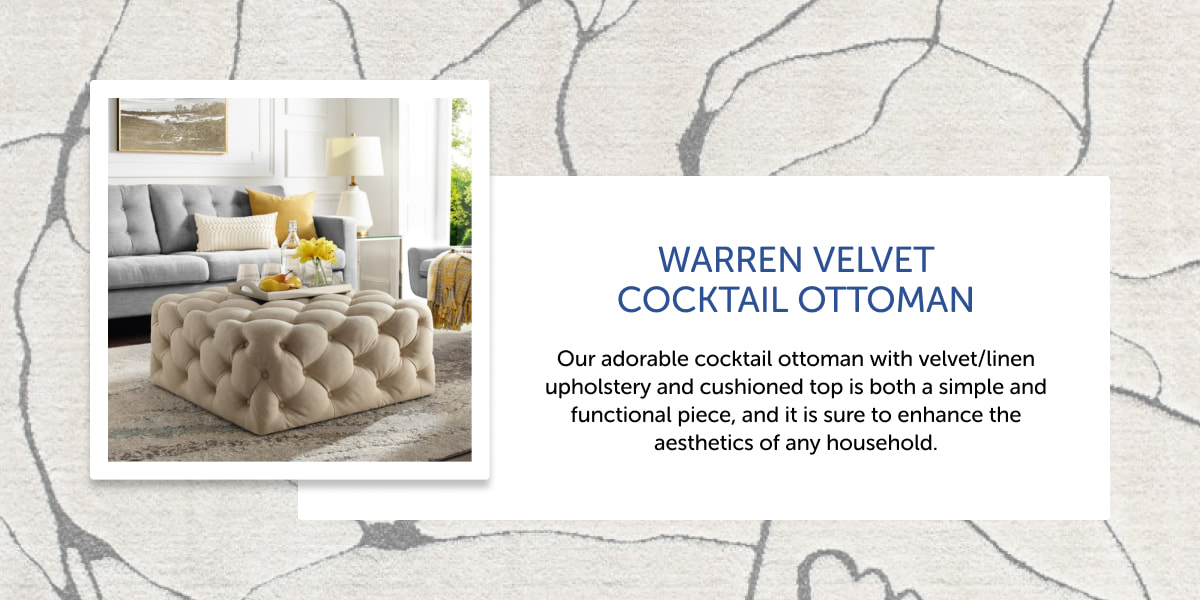 WARREN VELVET
COCKTAIL OTTOMAN
Our adorable cocktail ottoman with velvet/linen
upholstery and cushioned top is both a simple and
functional piece, and it is sure to enhance the
aesthetics of any household.